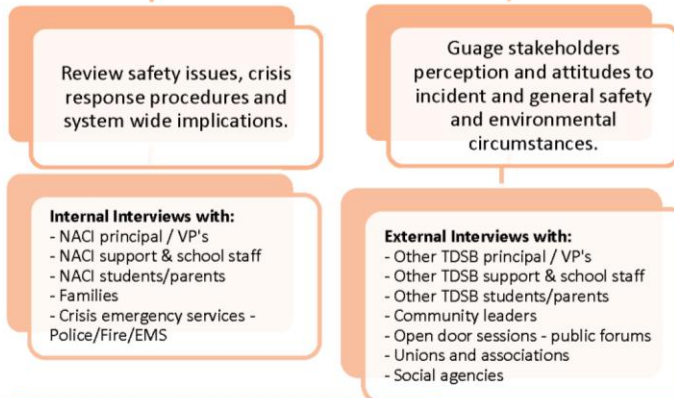 Review safety issues, crisis
response procedures and
system wide implications.
Guage stakeholders
perception and attitudes to
incident and general safety
and environmental
circumstances.
Internal Interviews with:
- NACI principal / VP's
- NACI support & school staff
- NACI students/parents
- Families
- Crisis emergency services -
Police/Fire/EMS
External Interviews with:
- Other TDSB principal / VP's
- Other TDSB support & school staff
- Other TDSB students/parents
- Community leaders
- Open door sessions - public forums
- Unions and associations
- Social agencies